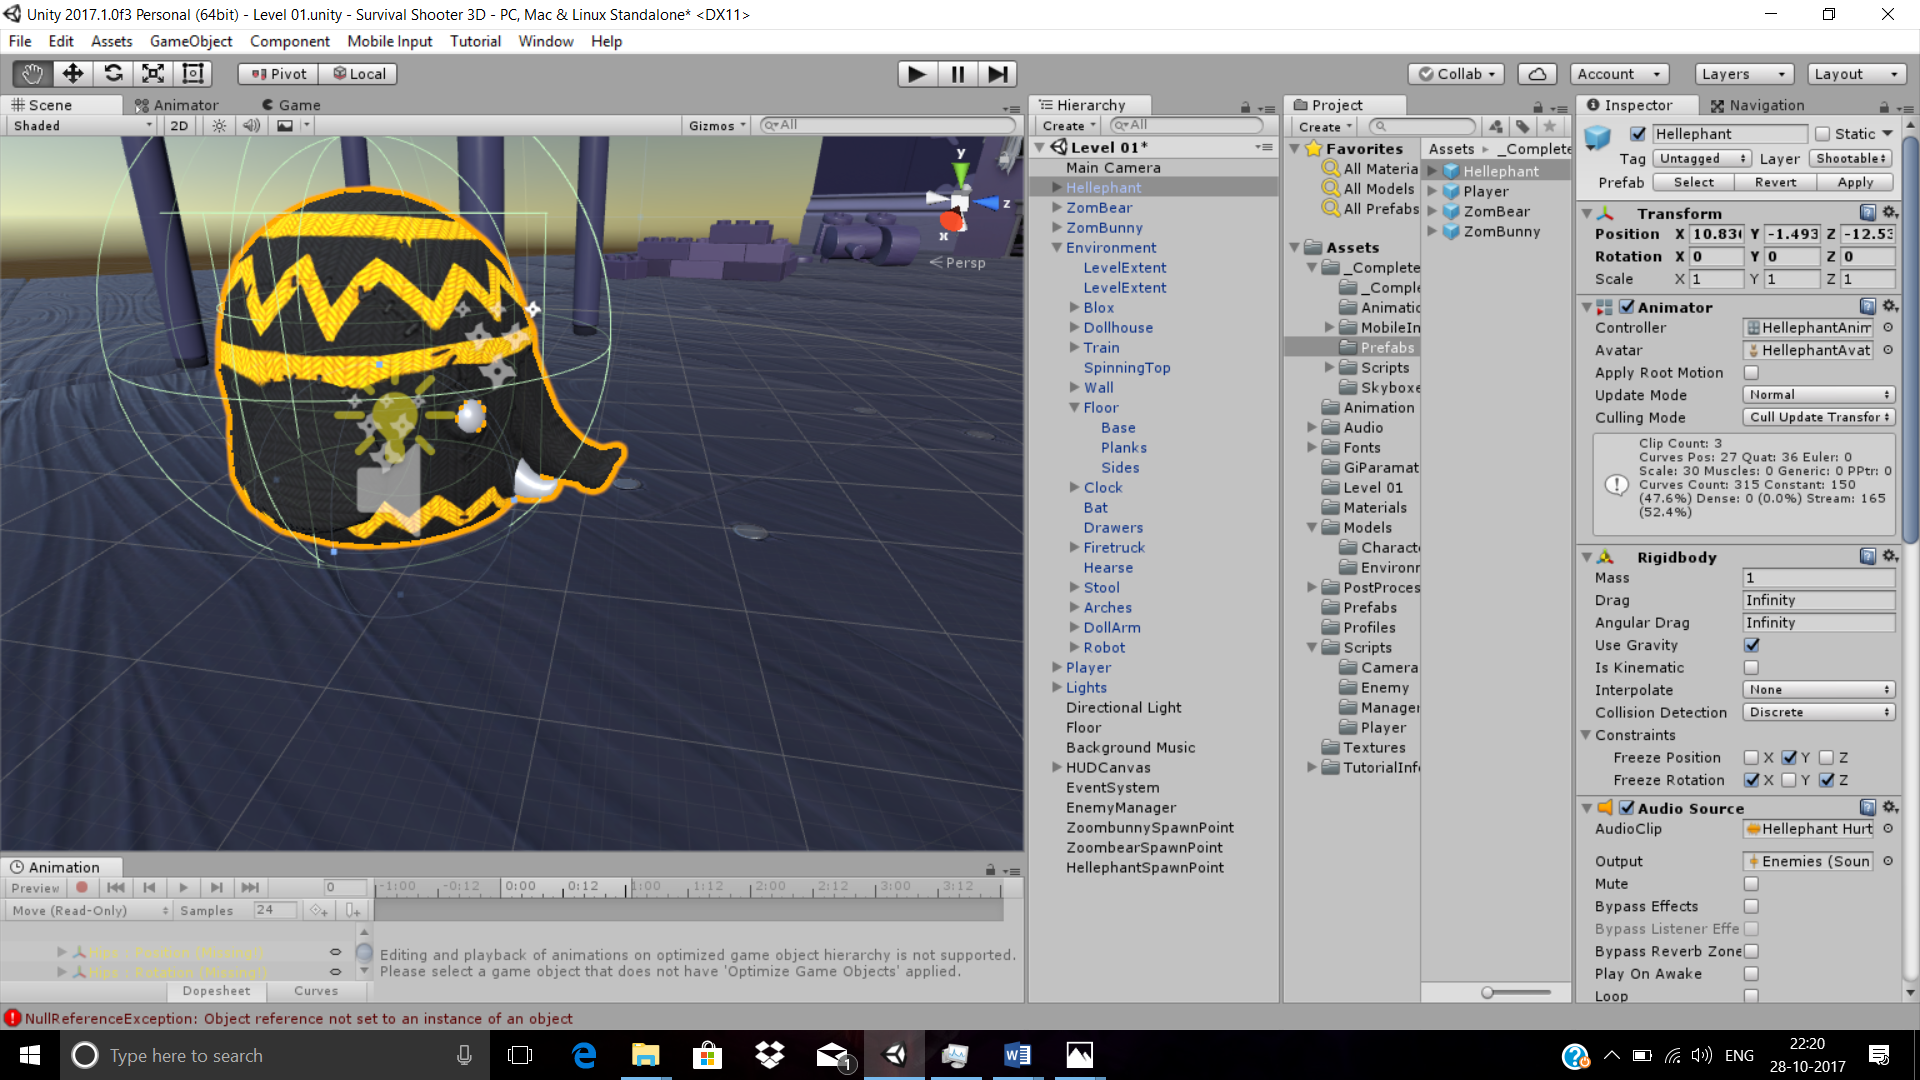 Unity 2017.1.0f3 Personal (64bit) - Level 01.unity - Survival Shooter 3D - PC, Mac & Linux Standalone* <DX11>
File Edit Assets GameObject Component Mobile Input Tutorial Window Help
Pivot Local Collab Account Layers Layout
Scene Animator Game
Shaded 2D Gizmos All
y
z
x
Persp
Hierarchy
Create All
Level 01*
Main Camera
Hellephant
ZomBear
ZomBunny
Environment
LevelExtent
LevelExtent
Blox
Dollhouse
Train
SpinningTop
Wall
Floor
Base
Planks
Sides
Clock
Bat
Drawers
Firetruck
Hearse
Stool
Arches
DollArm
Robot
Player
Lights
Directional Light
Floor
Background Music
HUDCanvas
EventSystem
EnemyManager
ZoombunnySpawnPoint
ZoombearSpawnPoint
HellephantSpawnPoint
Project
Create
Favorites
All Materia
All Models
All Prefabs
Assets
_Complete
_Comple
Animatic
MobileIn
Prefabs
Scripts
Skyboxe
Animation
Audio
Fonts
GiParamat
Level 01
Materials
Models
Charact
Environr
PostProces
Prefabs
Profiles
Scripts
Camera
Enemy
Manager
Player
Textures
TutorialInfo
Assets _Complete
Hellephant
Player
ZomBear
ZomBunny
Inspector Navigation
Hellephant Static
Tag Untagged Layer Shootable
Prefab Select Revert Apply
Transform
Position X 10.836 Y -1.493 Z -12.53
Rotation X 0 Y 0 Z 0
Scale X 1 Y 1 Z 1
Animator
Controller HellephantAnim
Avatar HellephantAvat
Apply Root Motion
Update Mode Normal
Culling Mode Cull Update Transfor
Clip Count: 3
Curves Pos: 27 Quat: 36 Euler: 0
Scale: 30 Muscles: 0 Generic: 0 PPtr: 0
Curves Count: 315 Constant: 150
(47.6%) Dense: 0 (0.0%) Stream: 165
(52.4%)
Rigidbody
Mass 1
Drag Infinity
Angular Drag Infinity
Use Gravity
Is Kinematic
Interpolate None
Collision Detection Discrete
Constraints
Freeze Position X Y Z
Freeze Rotation X Y Z
Audio Source
AudioClip Hellephant Hurt
Output Enemies (Soun
Mute
Bypass Effects
Bypass Listener Effe
Bypass Reverb Zone
Play On Awake
Loop
Animation
Preview 0 -1:00 -0:12 0:00 0:12 1:00 1:12 2:00 2:12 3:00 3:12
Move (Read-Only) Samples 24
Hips : Position (Missing!)
Hips : Rotation (Missing!)
Editing and playback of animations on optimized game object hierarchy is not supported.
Please select a game object that does not have 'Optimize Game Objects' applied.
Dopesheet Curves
NullReferenceException: Object reference not set to an instance of an object
Type here to search 1 ENG 22:20
28-10-2017